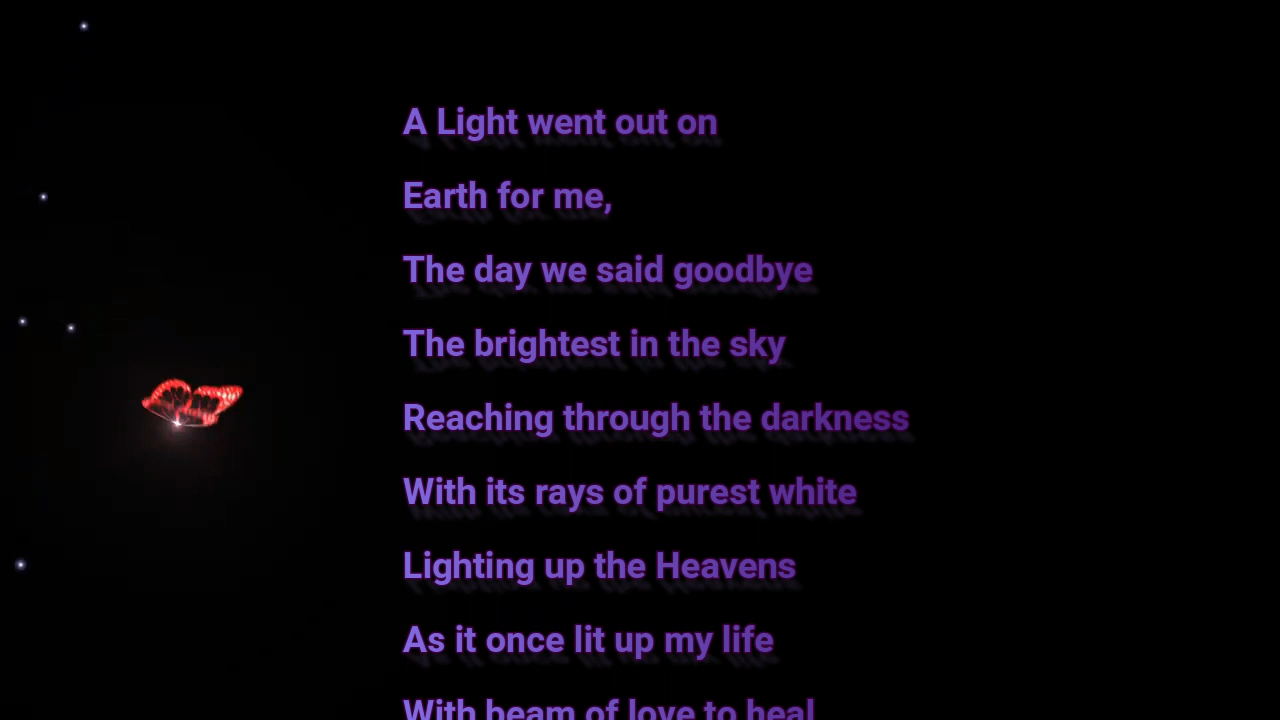 A Light went out on
Earth for me,
The day we said goodbye
The brightest in the sky
Reaching through the darkness
With its rays of purest white
Lighting up the Heavens
As it once lit up my life
With beam of love to heal